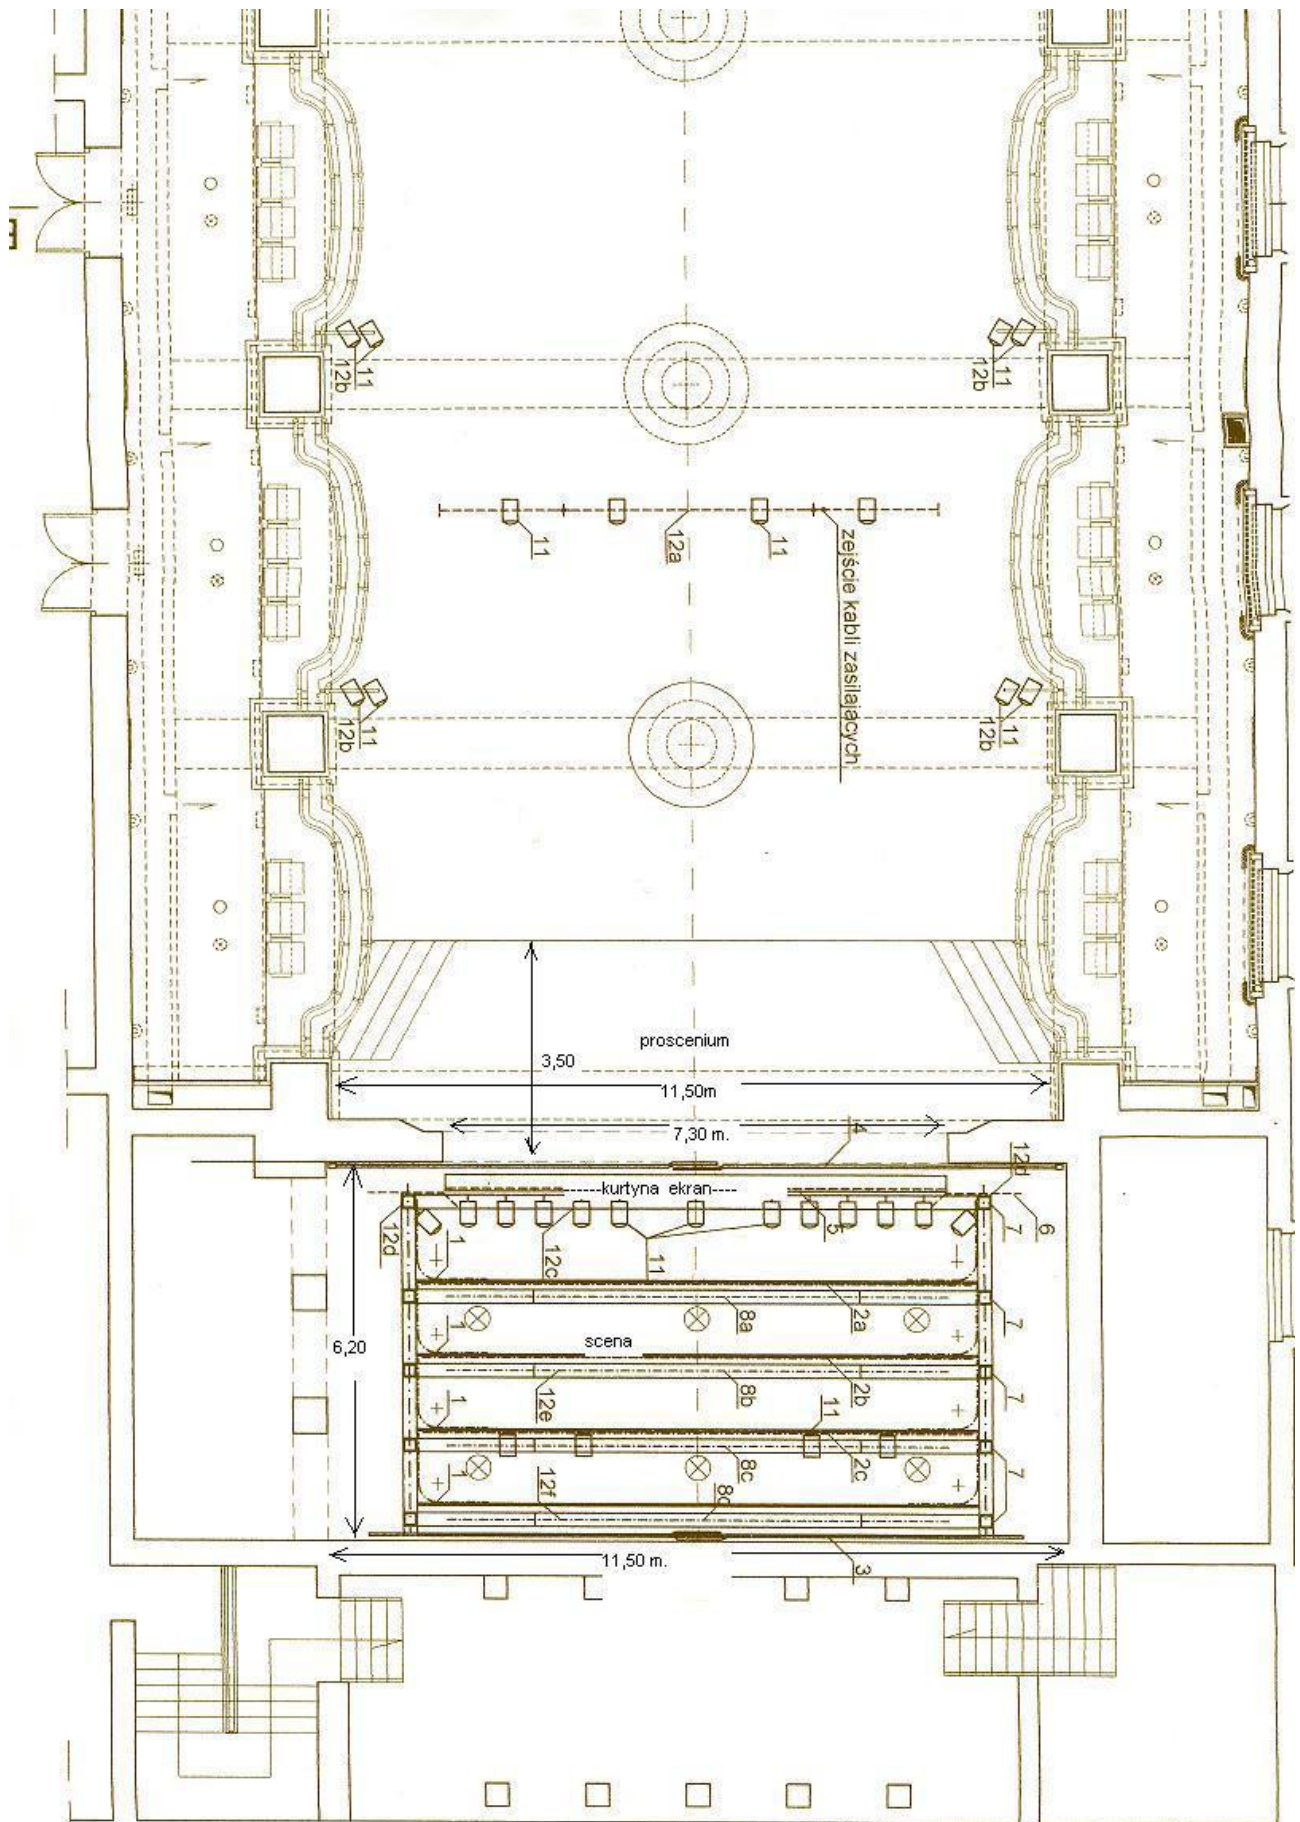 11
12b
11
12b
11
12a
11
zejście kabli zasilających
11
12b
11
12b
proscenium
3,50
11,50m
7,30 m.
4
12d
-----kurtyna ekran----
12d
1
12c
11
5
7
6
1
8a
2a
7
scena
6,20
1
12e
8b
11
2b
7
1
12f
8c
8d
2c
7
11,50 m.
3